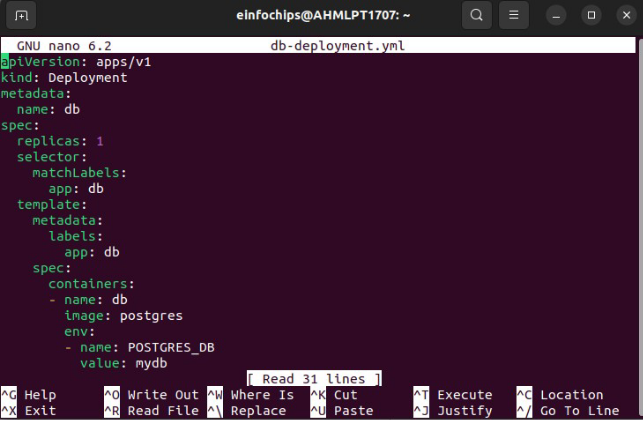 einfochips@AHMLPT1707: ~
GNU nano 6.2 db-deployment.yml
apiVersion: apps/v1
kind: Deployment
metadata:
  name: db
spec:
  replicas: 1
  selector:
    matchLabels:
      app: db
  template:
    metadata:
      labels:
        app: db
    spec:
      containers:
      - name: db
        image: postgres
        env:
        - name: POSTGRES_DB
          value: mydb
[ Read 31 lines ]
^G Help ^O Write Out ^W Where Is ^K Cut ^T Execute ^C Location
^X Exit ^R Read File ^\ Replace ^U Paste ^J Justify ^/ Go To Line